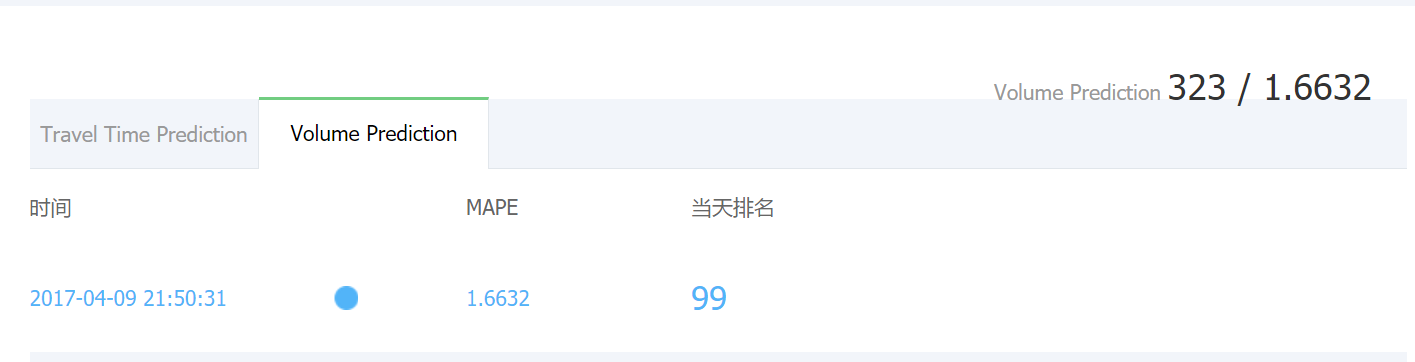 Volume Prediction 323 / 1.6632
Travel Time Prediction Volume Prediction
时间 MAPE 当天排名
2017-04-09 21:50:31 1.6632 99